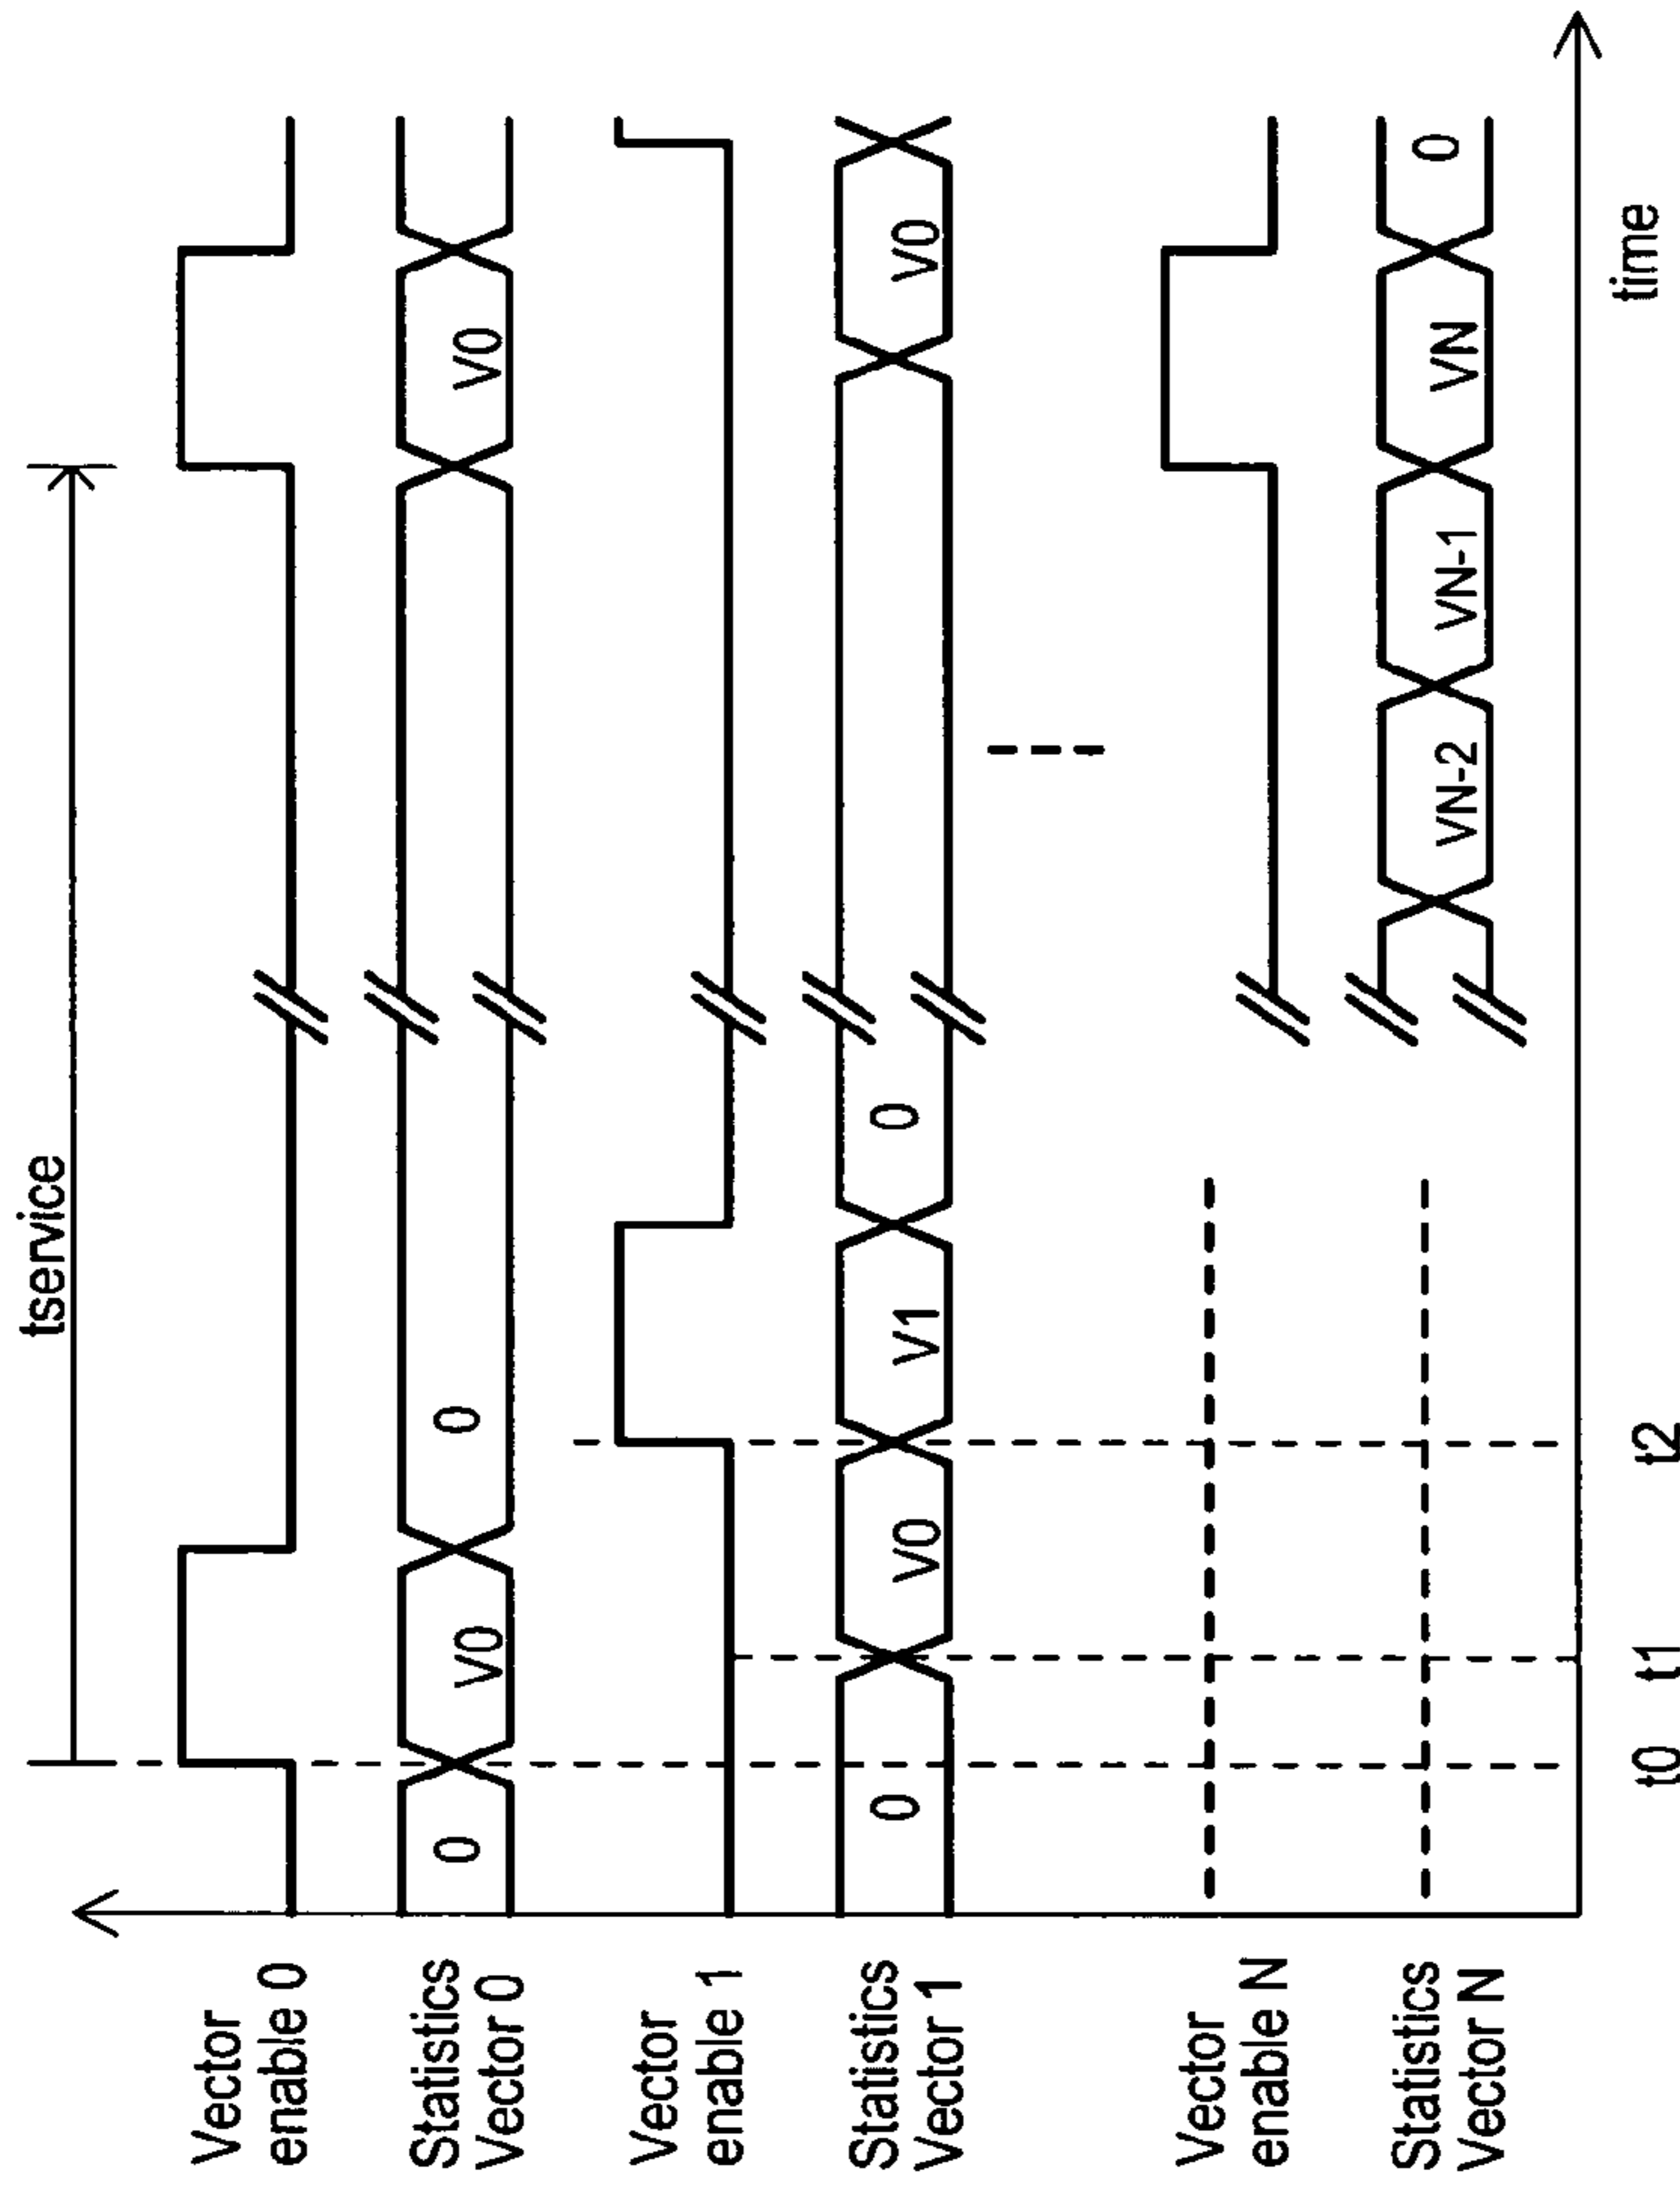 tservice
Vector
enable 0
Statistics
Vector 0
0
V0
0
V0
Vector
enable 1
Statistics
Vector 1
0
V0
V1
0
V0
Vector
enable N
Statistics
Vector N
VN-2
VN-1
VN
0
t0
t1
t2
time